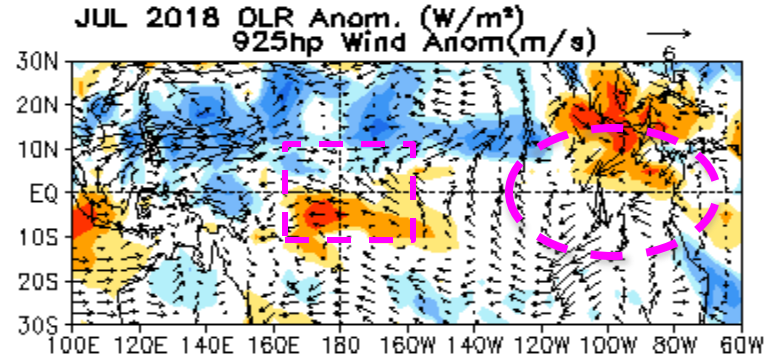 JUL 2018 OLR Anom. (W/m²)
925hp Wind Anom(m/s)
6
30N
20N
10N
EQ
10S
20S
30S
100E 120E 140E 160E 180 160W 140W 120W 100W 80W 60W